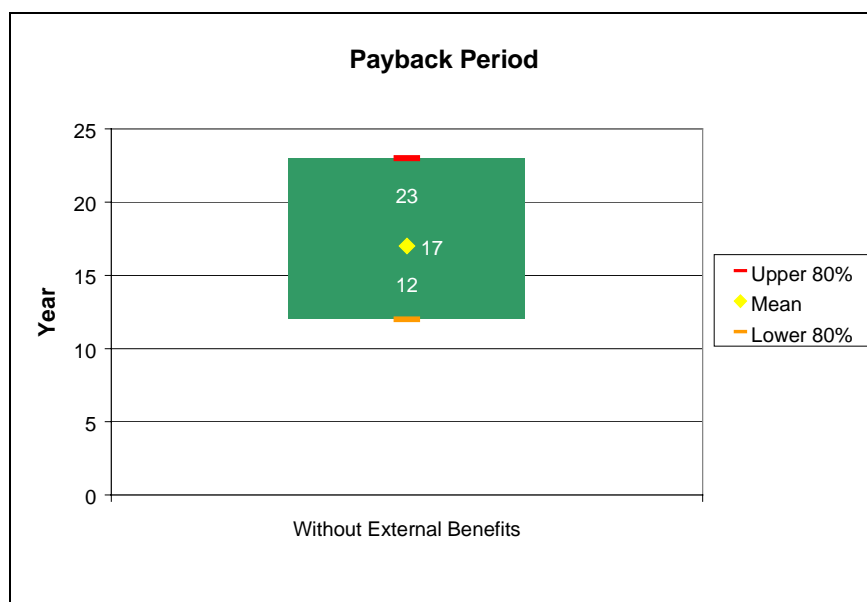 Payback Period
25
20
15
10
5
0
Year
23
17
12
Without External Benefits
Upper 80%
Mean
Lower 80%